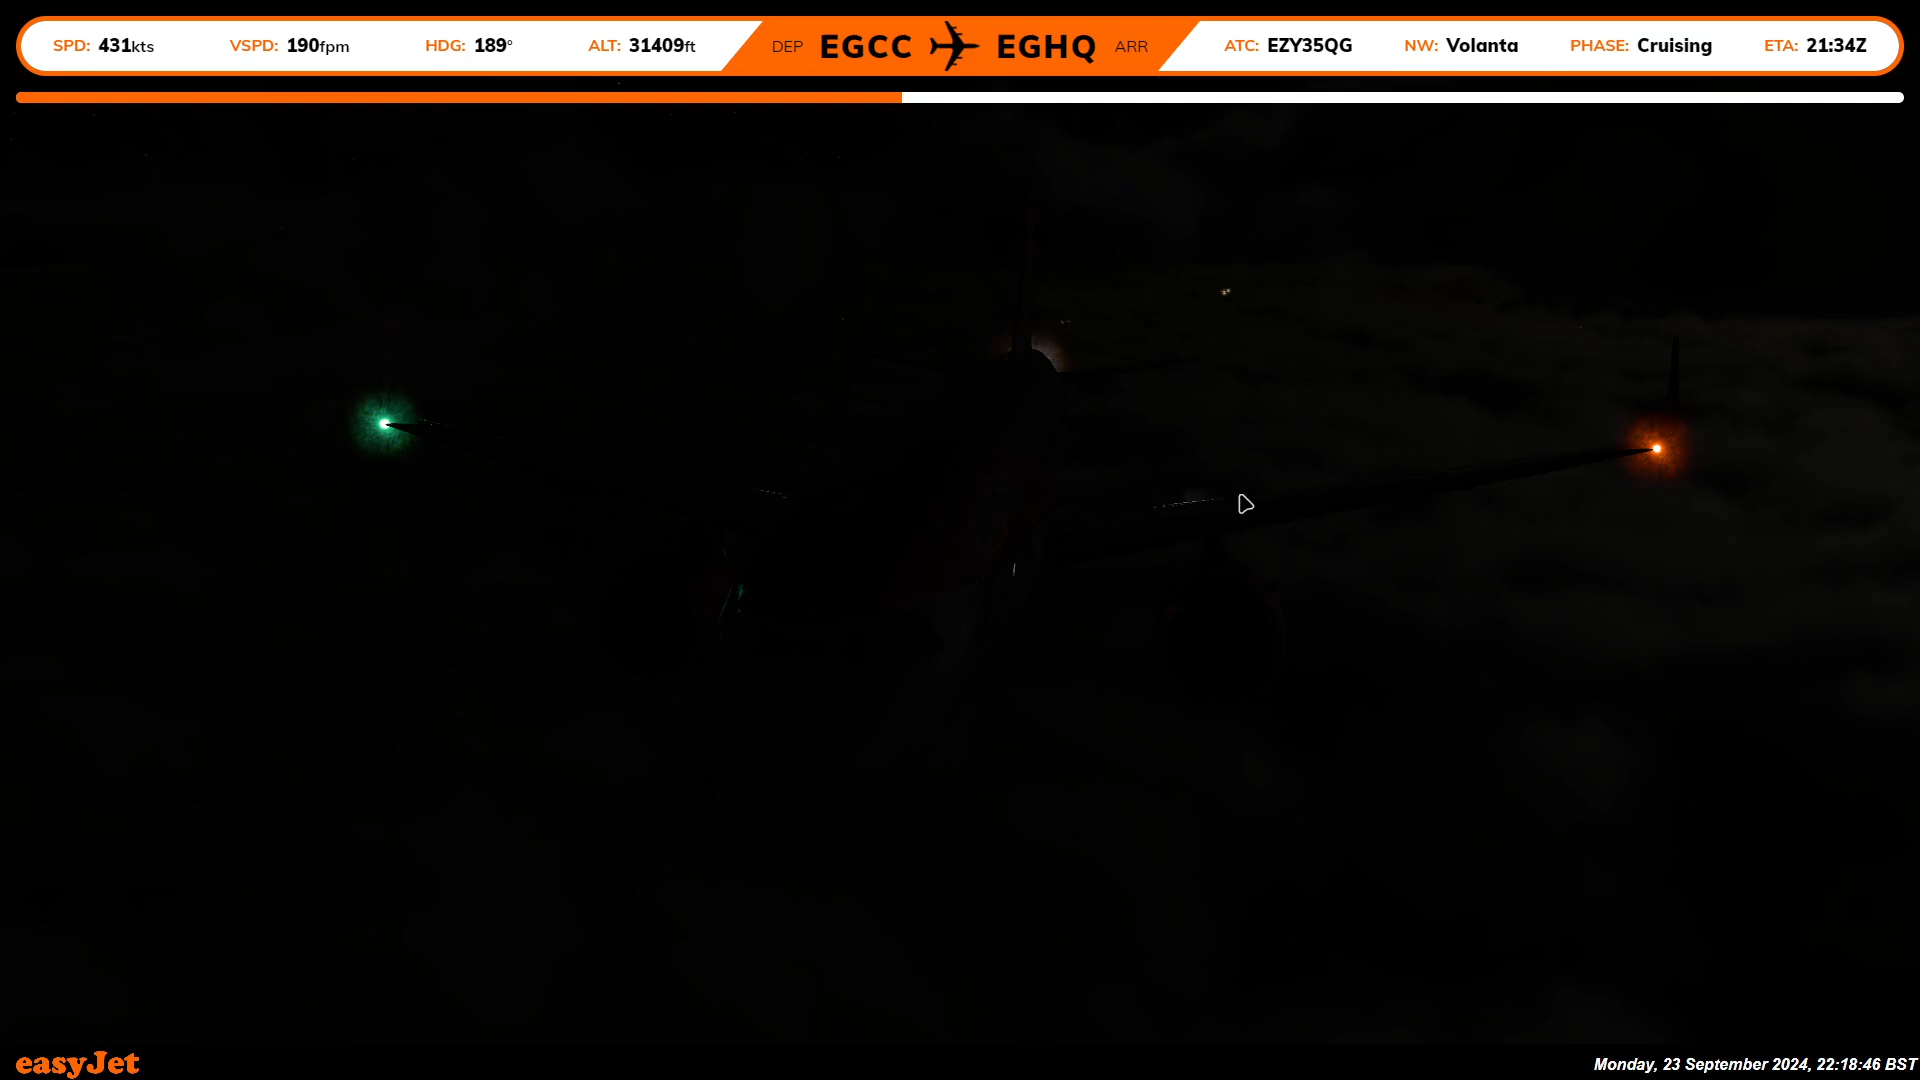 SPD: 431kts VSPD: 190fpm HDG: 189° ALT: 31409ft DEP EGCC EGHQ ARR ATC: EZY35QG NW: Volanta PHASE: Cruising ETA: 21:34Z
easyJet
Monday, 23 September 2024, 22:18:46 BST